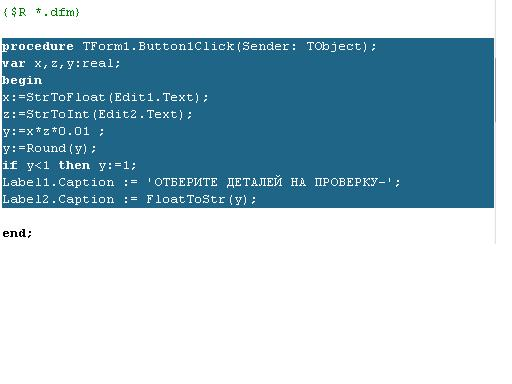 {$R *.dfm}
procedure TForm1.Button1Click(Sender: TObject);
var x,z,y:real;
begin
x:=StrToFloat(Edit1.Text);
z:=StrToInt(Edit2.Text);
y:=x*z*0.01 ;
y:=Round(y);
if y<1 then y:=1;
Label1.Caption := 'ОТБЕРИТЕ ДЕТАЛЕЙ НА ПРОВЕРКУ-';
Label2.Caption := FloatToStr(y);
end;